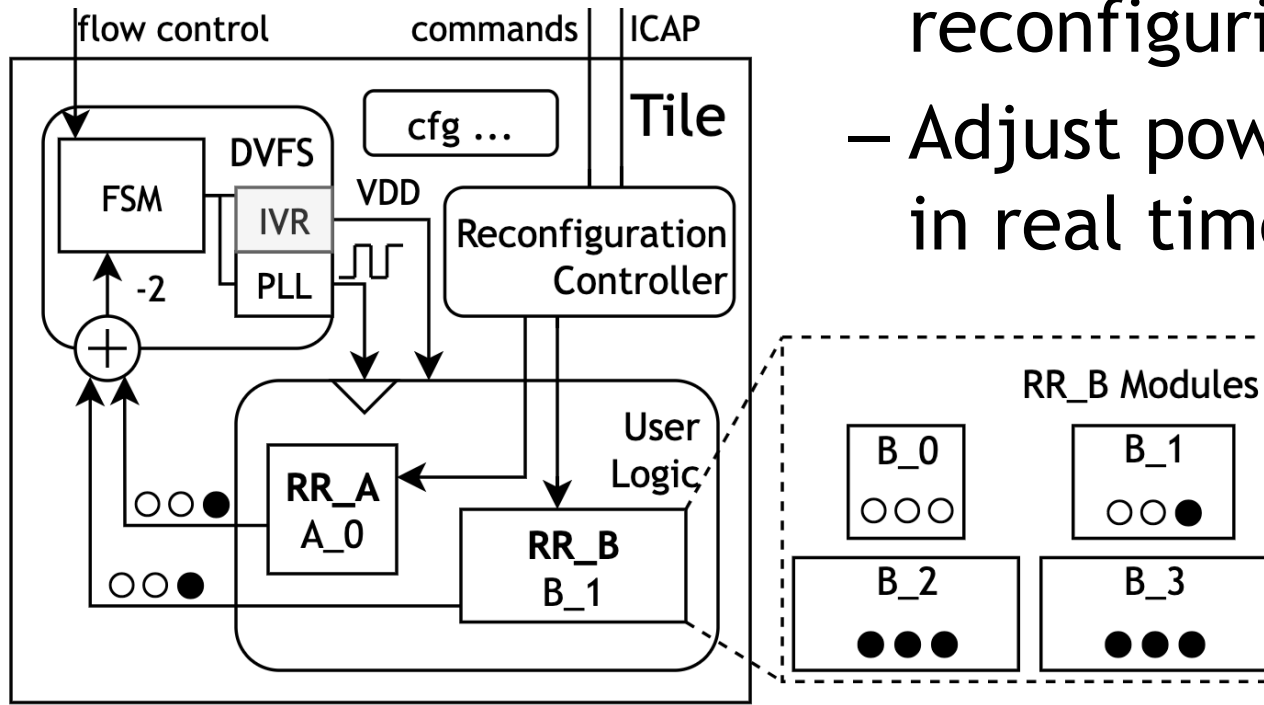 flow control
commands
ICAP
reconfiguri
Tile
cfg ...
– Adjust pow
in real time
DVFS
FSM
IVR
VDD
PLL
-2
+
Reconfiguration
Controller
User
Logic
RR_A
A_0
RR_B
B_1
RR_B Modules
B_0
B_1
B_2
B_3